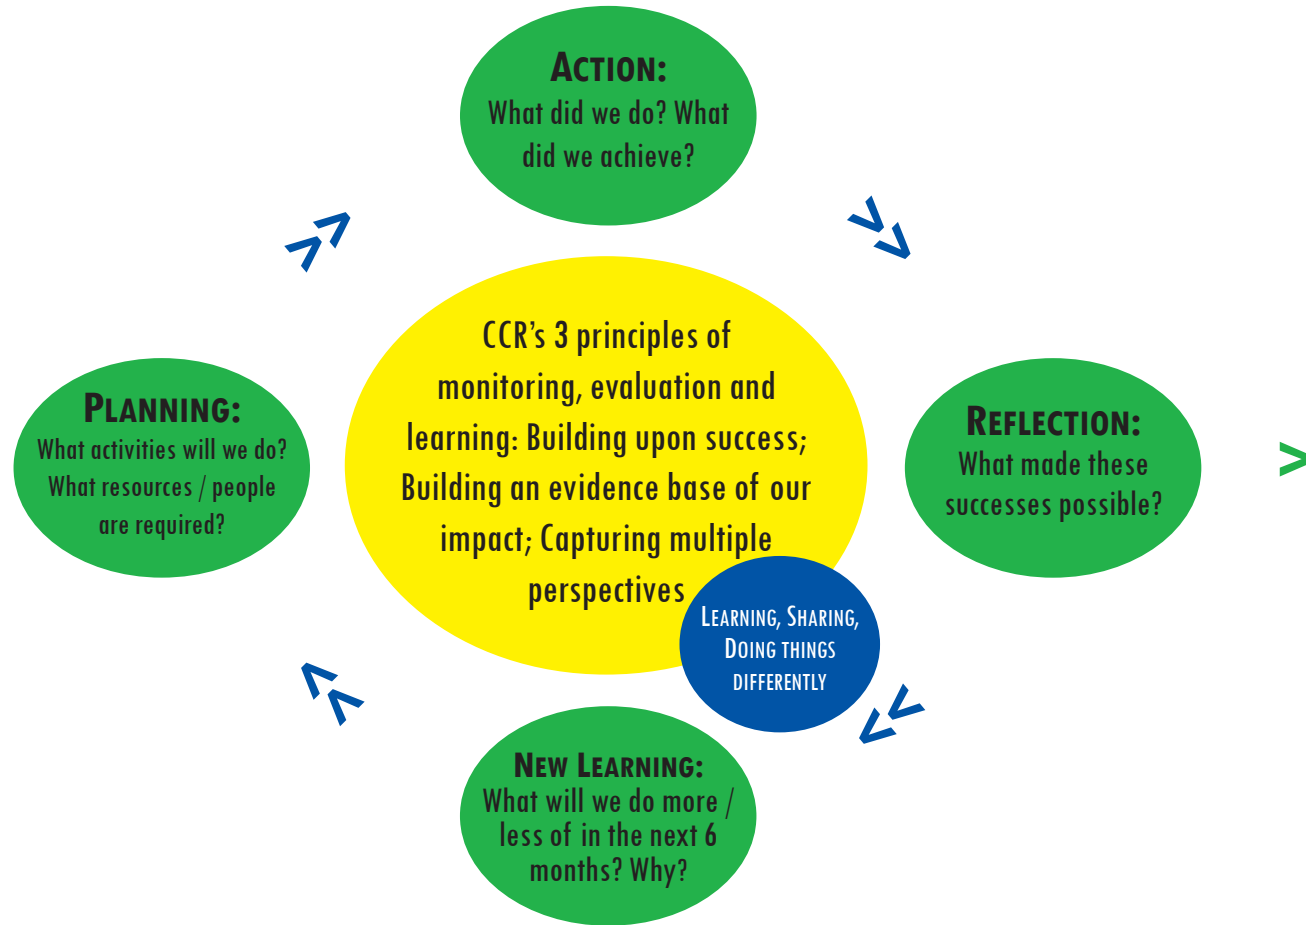 ACTION:
What did we do? What
did we achieve?
CCR's 3 principles of
monitoring, evaluation and
learning: Building upon success;
Building an evidence base of our
impact; Capturing multiple
perspectives
PLANNING:
What activities will we do?
What resources / people
are required?
REFLECTION:
What made these
successes possible?
LEARNING, SHARING,
DOING THINGS
DIFFERENTLY
NEW LEARNING:
What will we do more /
less of in the next 6
months? Why?